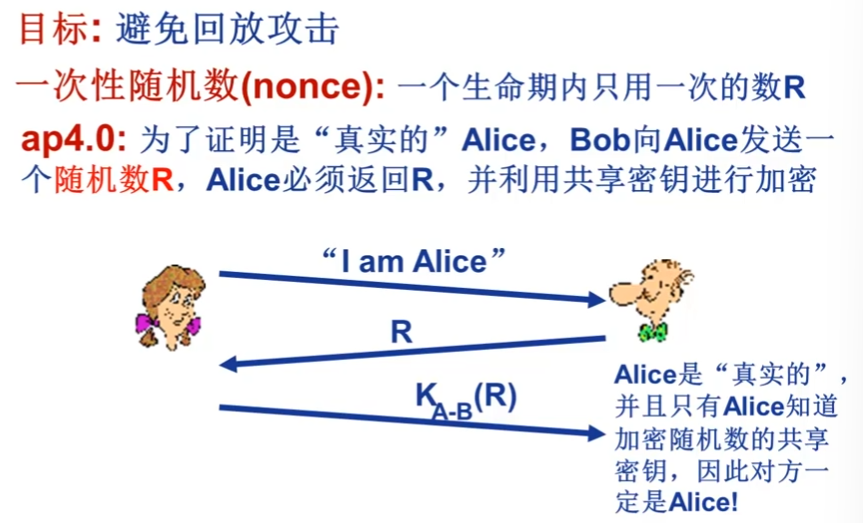 目标: 避免回放攻击
一次性随机数(nonce): 一个生命期内只用一次的数R
ap4.0: 为了证明是“真实的”Alice，Bob向Alice发送一
个随机数R，Alice必须返回R，并利用共享密钥进行加密
“I am Alice”
R
K_A-B(R)
Alice是“真实的”，
并且只有Alice知道
加密随机数的共享
密钥，因此对方一
定是Alice!